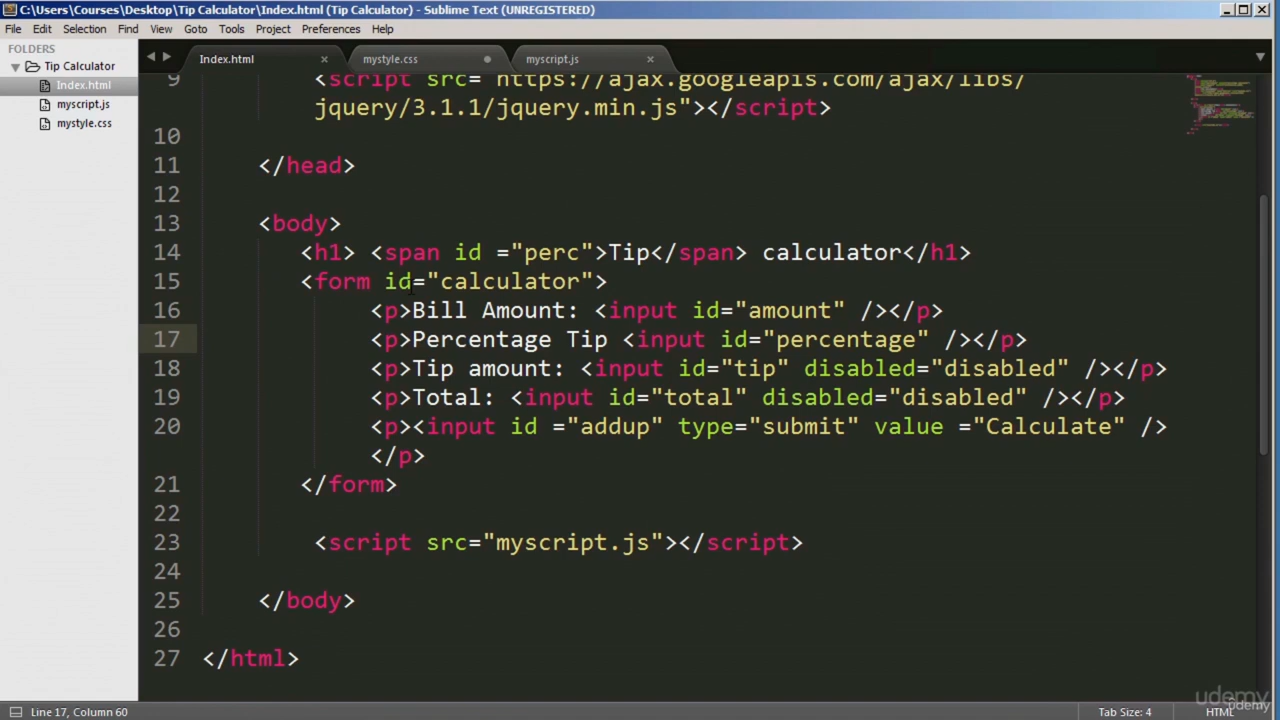 C:\Users\Courses\Desktop\Tip Calculator\Index.html (Tip Calculator) - Sublime Text (UNREGISTERED)
File Edit Selection Find View Goto Tools Project Preferences Help
FOLDERS
Tip Calculator
Index.html
myscript.js
mystyle.css
Index.html mystyle.css myscript.js
9 <script src="https://ajax.googleapis.com/ajax/libs/
jquery/3.1.1/jquery.min.js"></script>
10
11 </head>
12
13 <body>
14 <h1> <span id ="perc">Tip</span> calculator</h1>
15 <form id="calculator">
16 <p>Bill Amount: <input id="amount" /></p>
17 <p>Percentage Tip <input id="percentage" /></p>
18 <p>Tip amount: <input id="tip" disabled="disabled" /></p>
19 <p>Total: <input id="total" disabled="disabled" /></p>
20 <p><input id ="addup" type="submit" value ="Calculate" />
</p>
21 </form>
22
23 <script src="myscript.js"></script>
24
25 </body>
26
27 </html>
Line 17, Column 60 Tab Size: 4 HTML
udemy
udemy